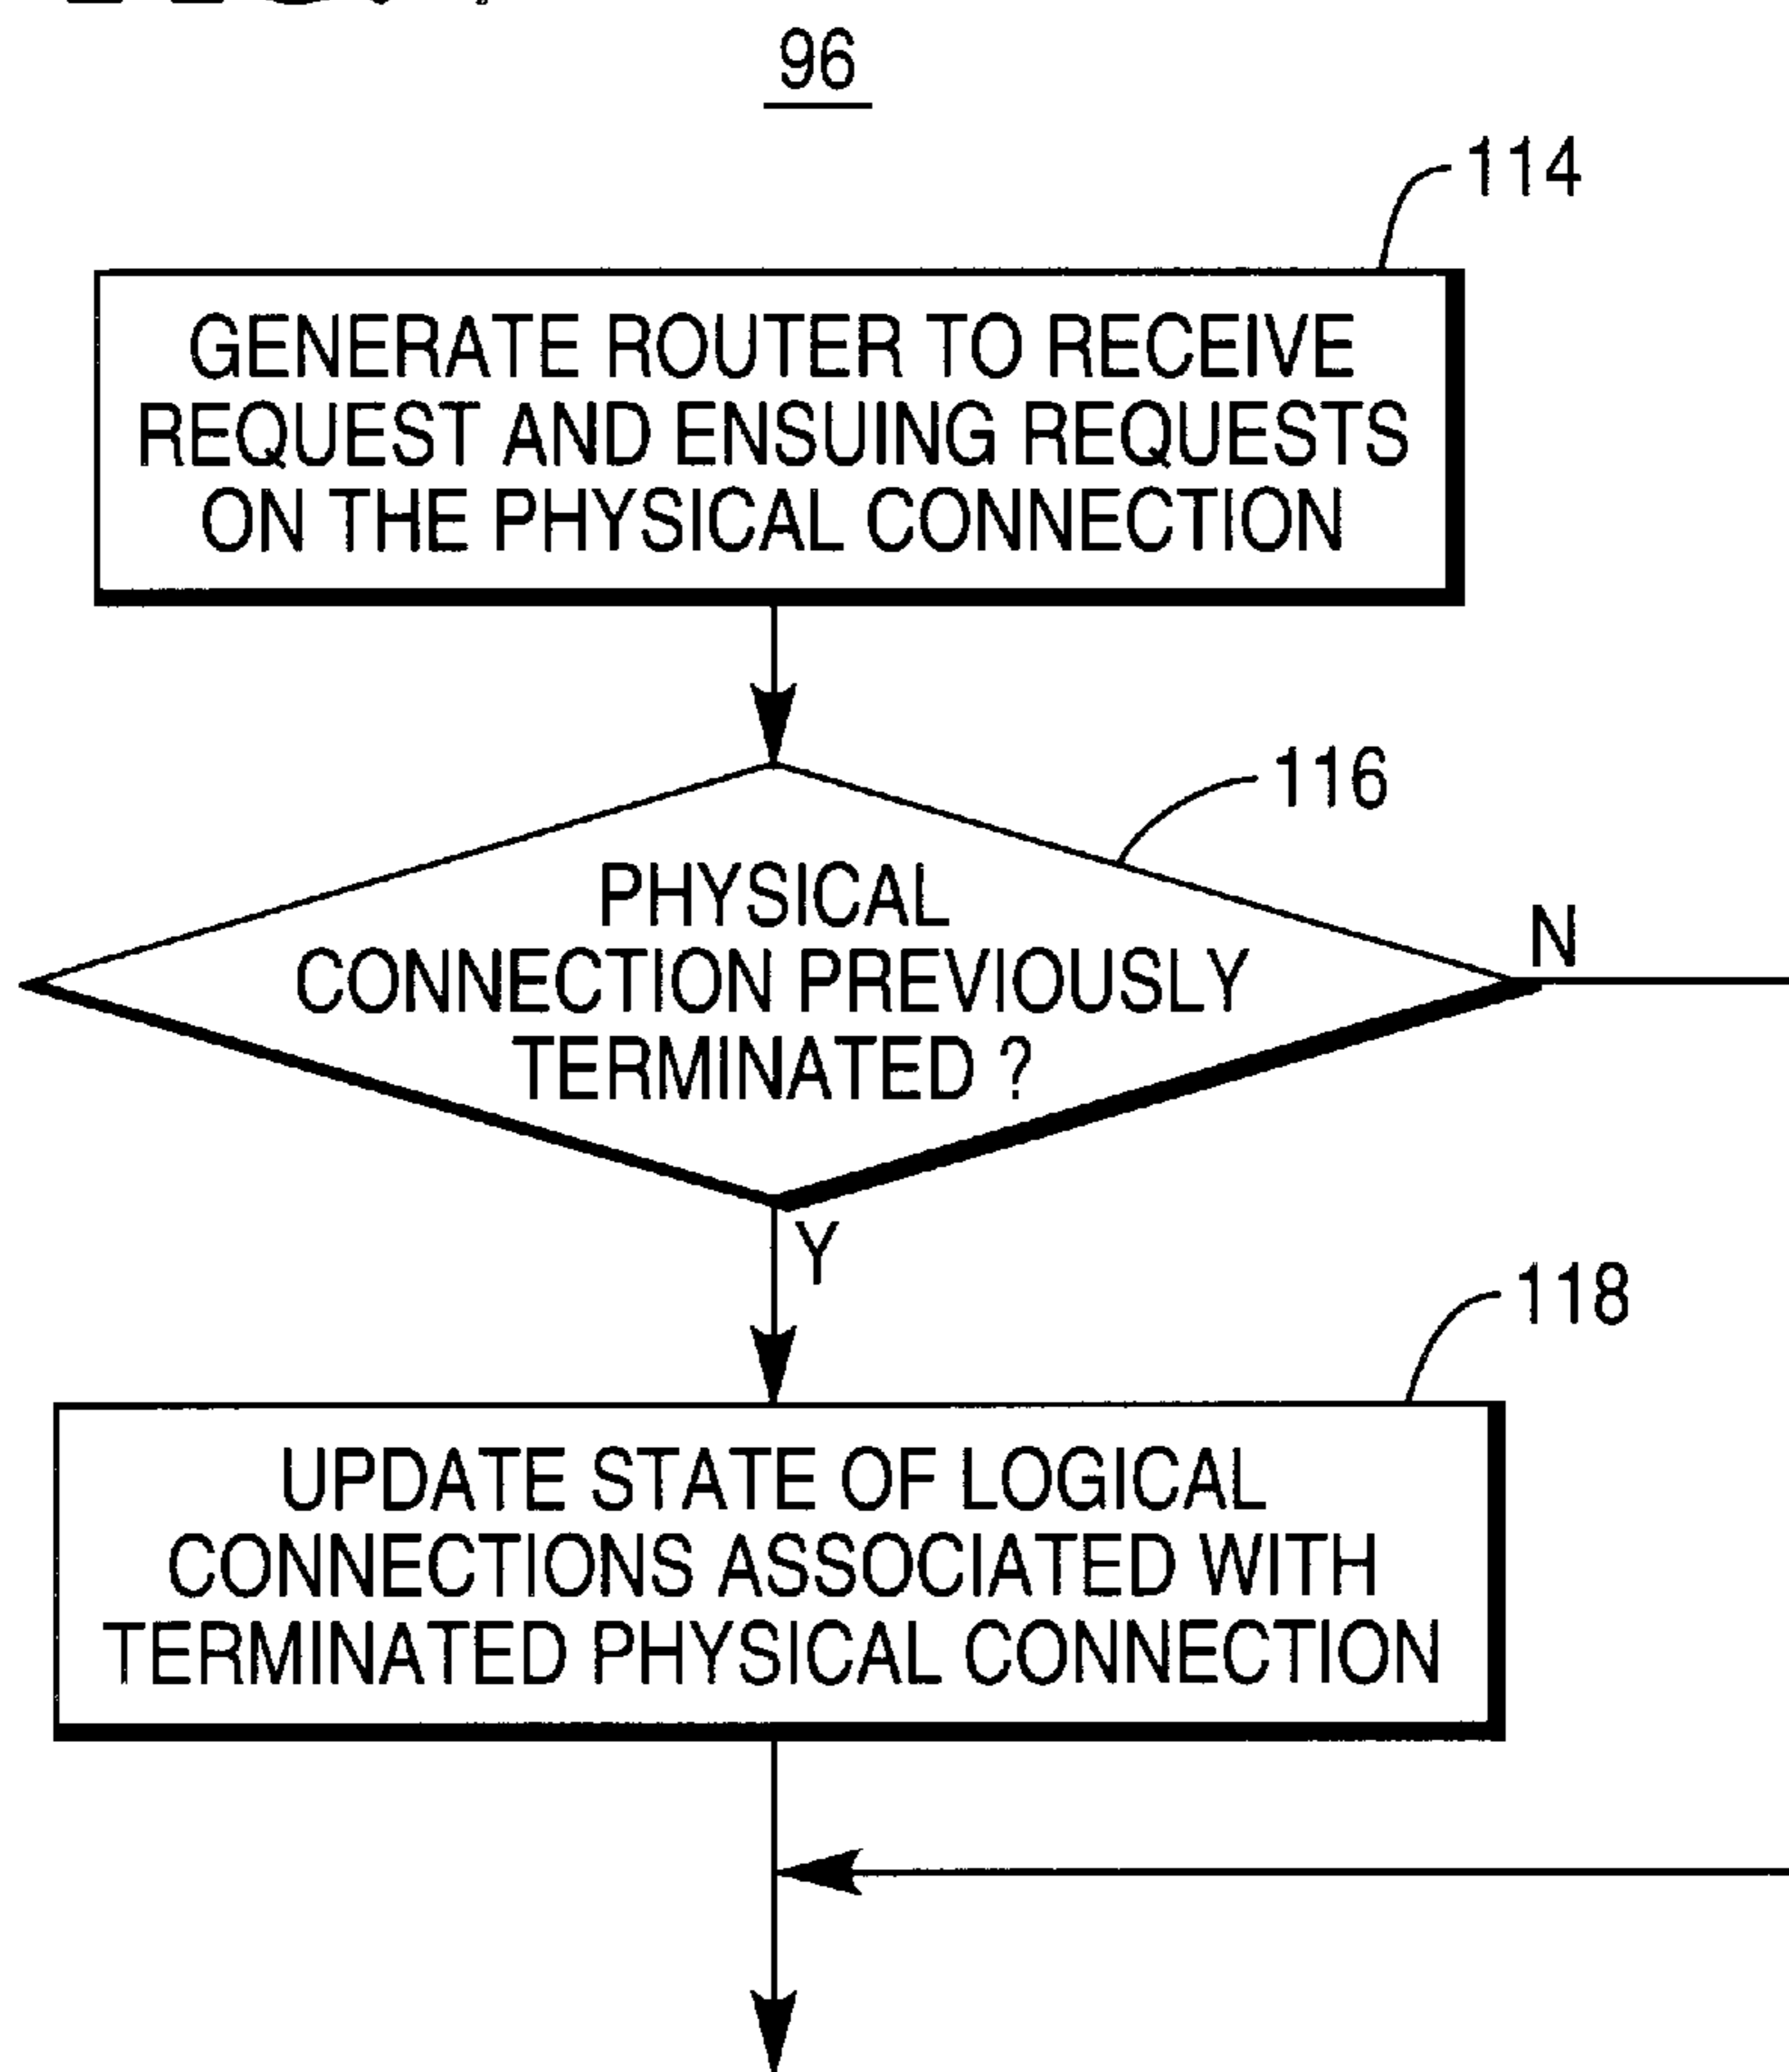 96
114
GENERATE ROUTER TO RECEIVE
REQUEST AND ENSUING REQUESTS
ON THE PHYSICAL CONNECTION
116
PHYSICAL
CONNECTION PREVIOUSLY
TERMINATED ?
N
Y
118
UPDATE STATE OF LOGICAL
CONNECTIONS ASSOCIATED WITH
TERMINATED PHYSICAL CONNECTION